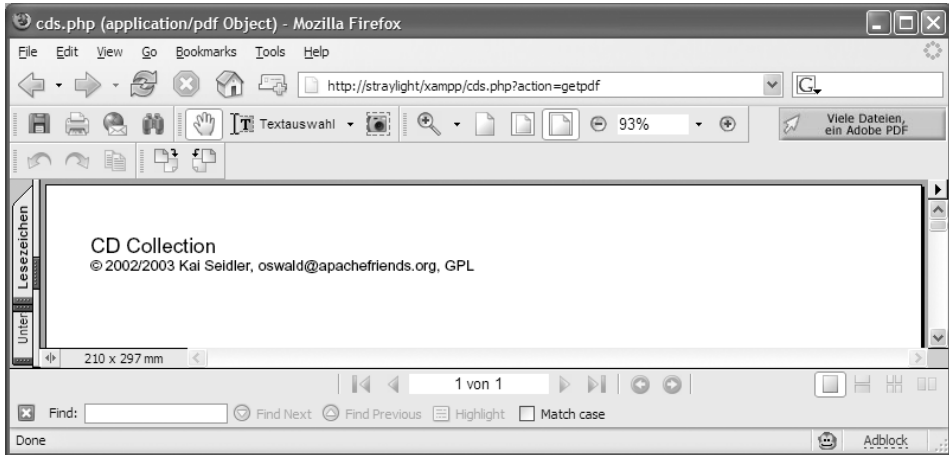 cds.php (application/pdf Object) - Mozilla Firefox
File Edit View Go Bookmarks Tools Help
http://straylight/xampp/cds.php?action=getpdf
G
Textauswahl 93% Viele Dateien,
ein Adobe PDF
Lesezeichen
Unter
CD Collection
© 2002/2003 Kai Seidler, oswald@apachefriends.org, GPL
210 x 297 mm
1 von 1
Find: Find Next Find Previous Highlight Match case
Done Adblock